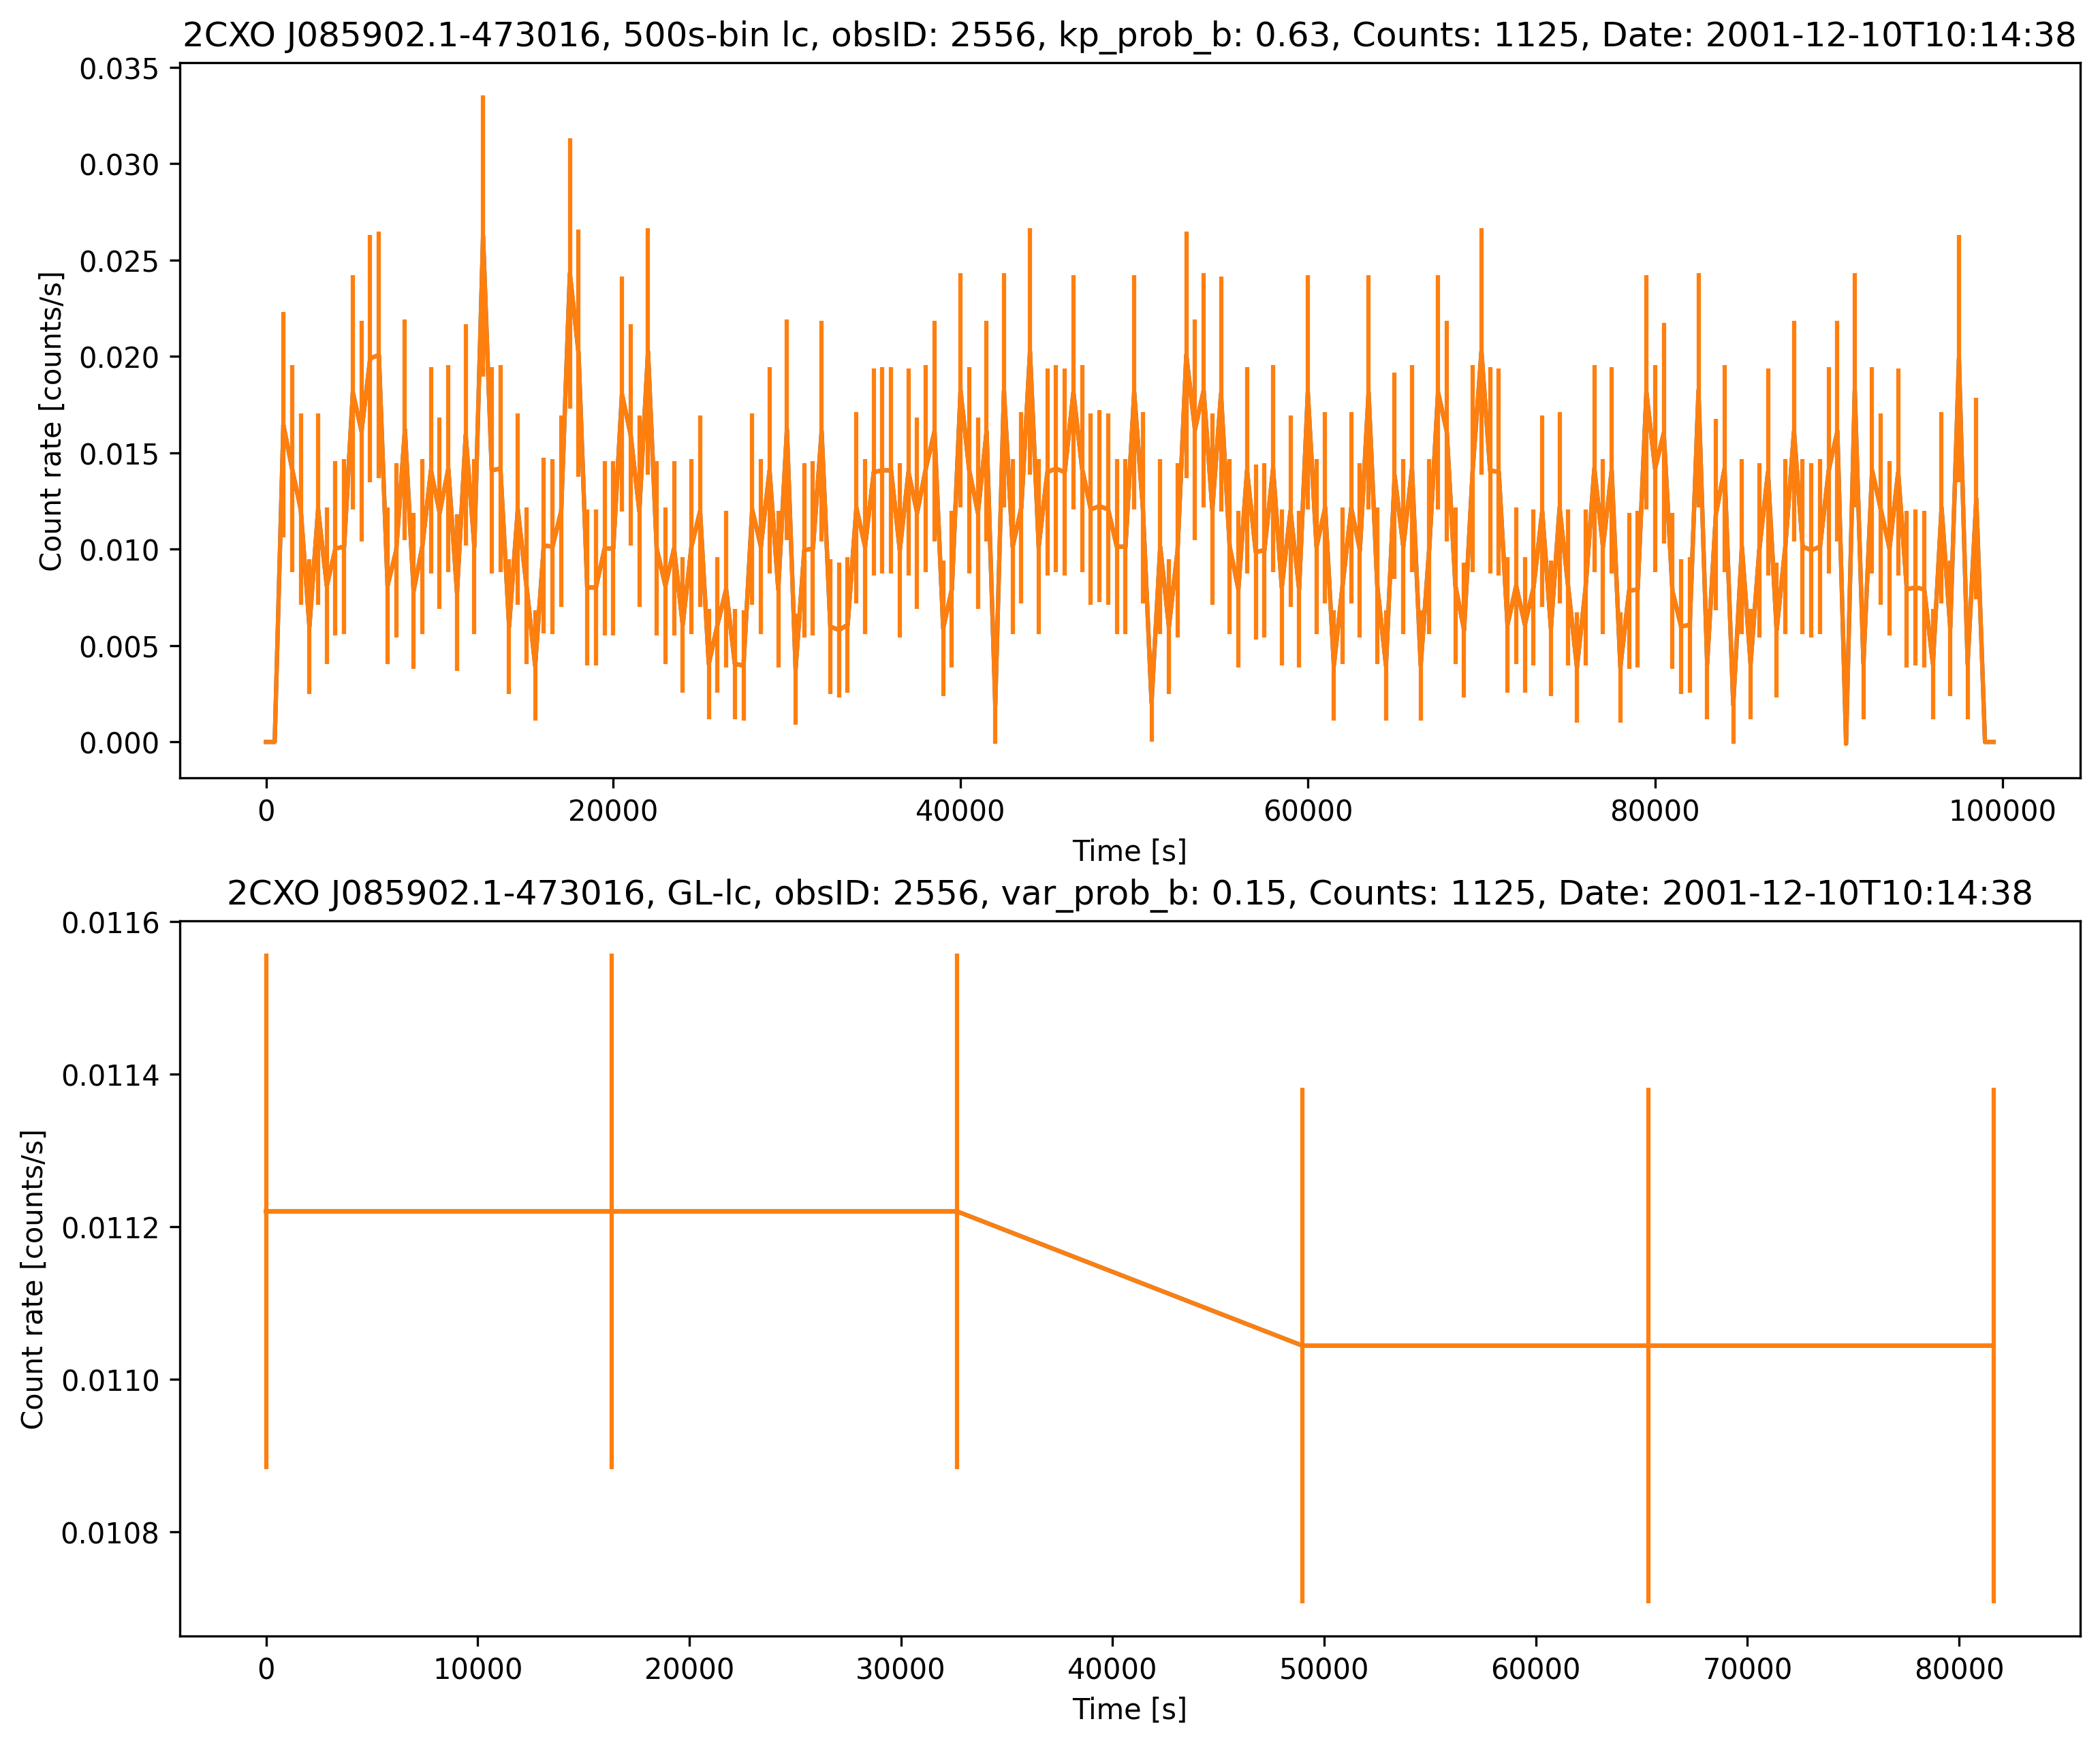 2CXO J085902.1-473016, 500s-bin lc, obsID: 2556, kp_prob_b: 0.63, Counts: 1125, Date: 2001-12-10T10:14:38
0.035
0.030
0.025
0.020
0.015
0.010
0.005
0.000
Count rate [counts/s]
0 20000 40000 60000 80000 100000
Time [s]
2CXO J085902.1-473016, GL-lc, obsID: 2556, var_prob_b: 0.15, Counts: 1125, Date: 2001-12-10T10:14:38
0.0116
0.0114
0.0112
0.0110
0.0108
Count rate [counts/s]
0 10000 20000 30000 40000 50000 60000 70000 80000
Time [s]